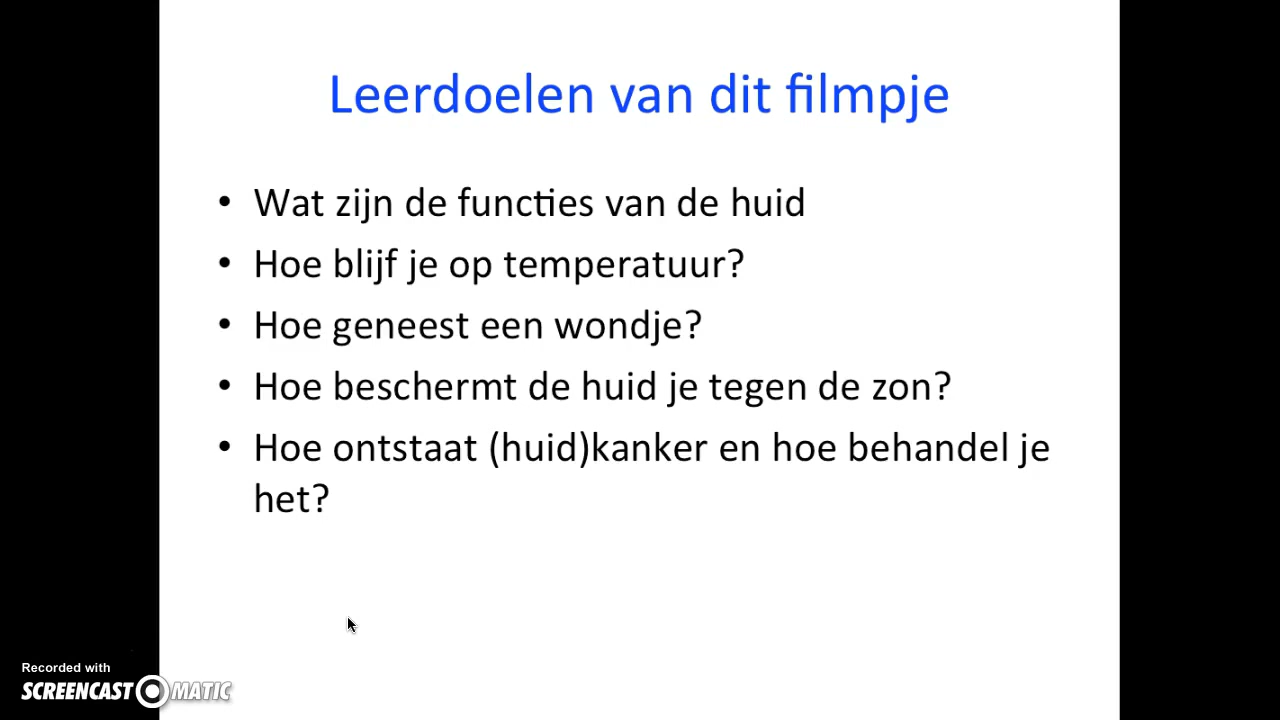 Leerdoelen van dit filmpje
• Wat zijn de functies van de huid
• Hoe blijf je op temperatuur?
• Hoe geneest een wondje?
• Hoe beschermt de huid je tegen de zon?
• Hoe ontstaat (huid)kanker en hoe behandel je
het?
Recorded with
SCREENCAST MATIC